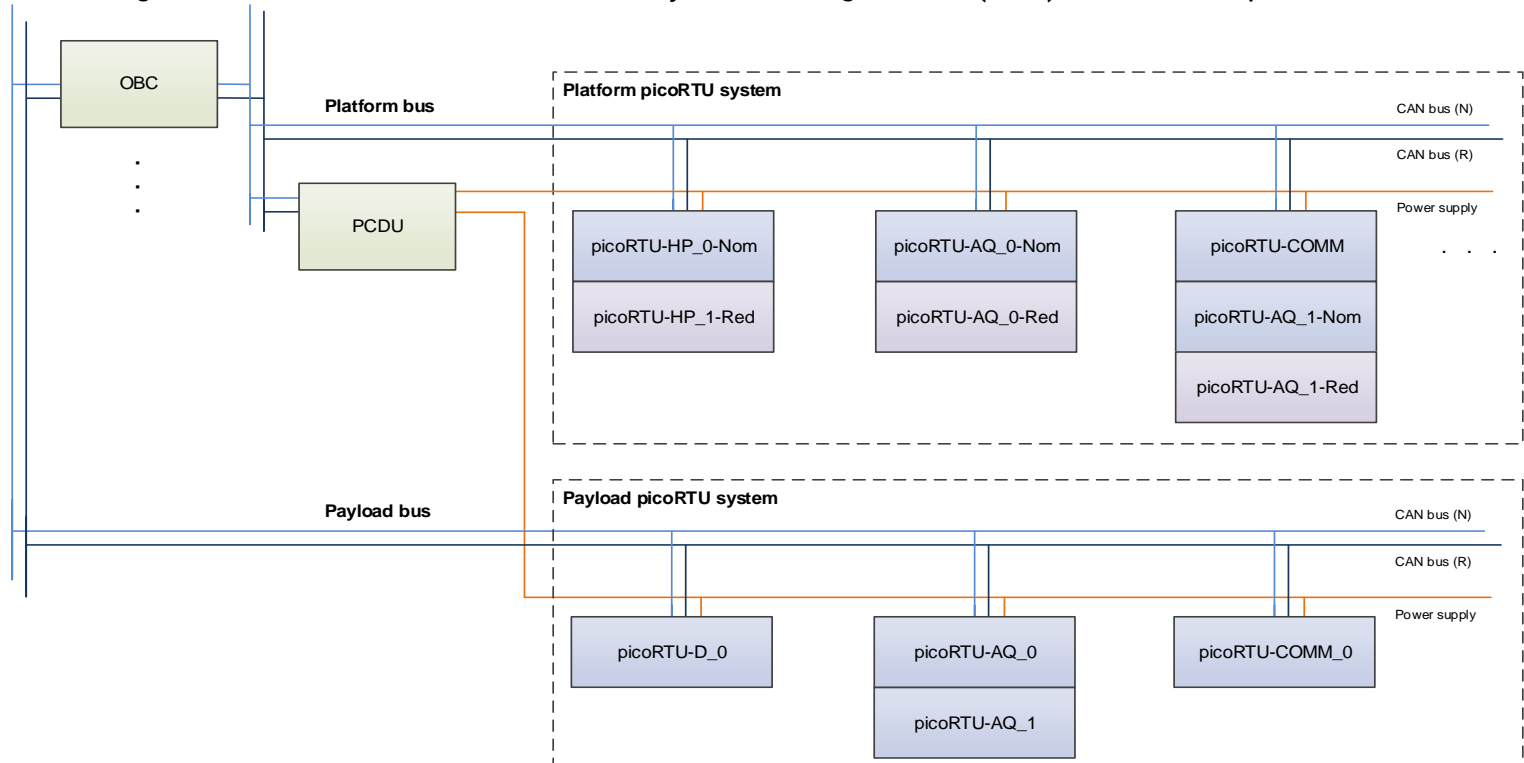 OBC
Platform bus
Platform picoRTU system
CAN bus (N)
CAN bus (R)
PCDU
Power supply
picoRTU-HP_0-Nom
picoRTU-AQ_0-Nom
picoRTU-COMM
. . .
picoRTU-HP_1-Red
picoRTU-AQ_0-Red
picoRTU-AQ_1-Nom
picoRTU-AQ_1-Red
Payload bus
Payload picoRTU system
CAN bus (N)
CAN bus (R)
Power supply
picoRTU-D_0
picoRTU-AQ_0
picoRTU-COMM_0
picoRTU-AQ_1